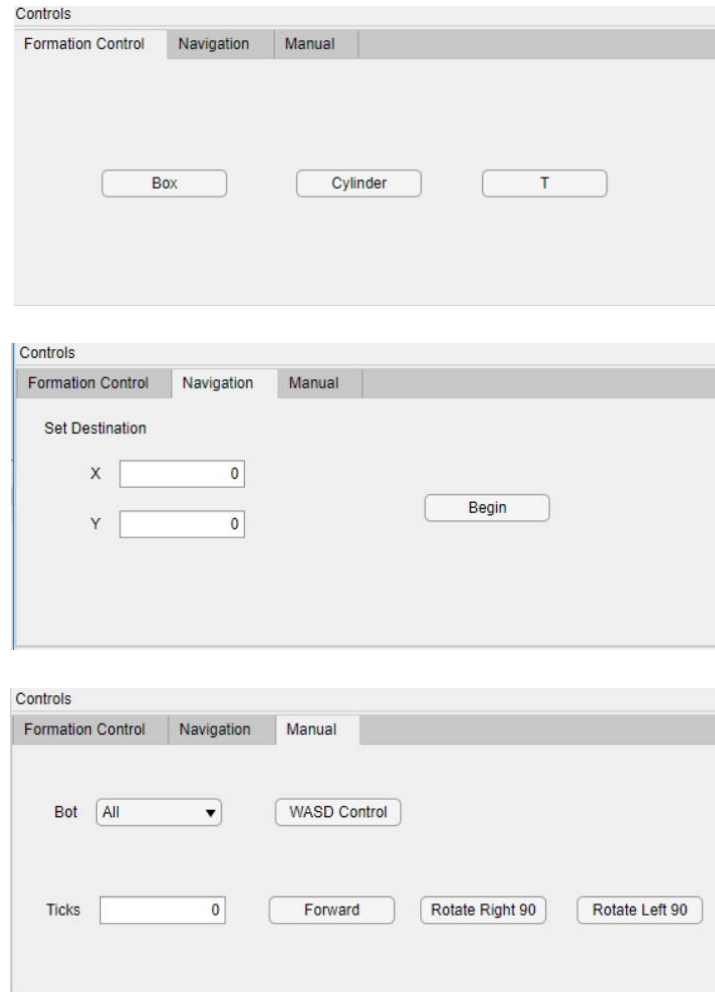 Controls
Formation Control Navigation Manual
Box Cylinder T
Controls
Formation Control Navigation Manual
Set Destination
X 0
Begin
Y 0
Controls
Formation Control Navigation Manual
Bot All WASD Control
Ticks 0 Forward Rotate Right 90 Rotate Left 90